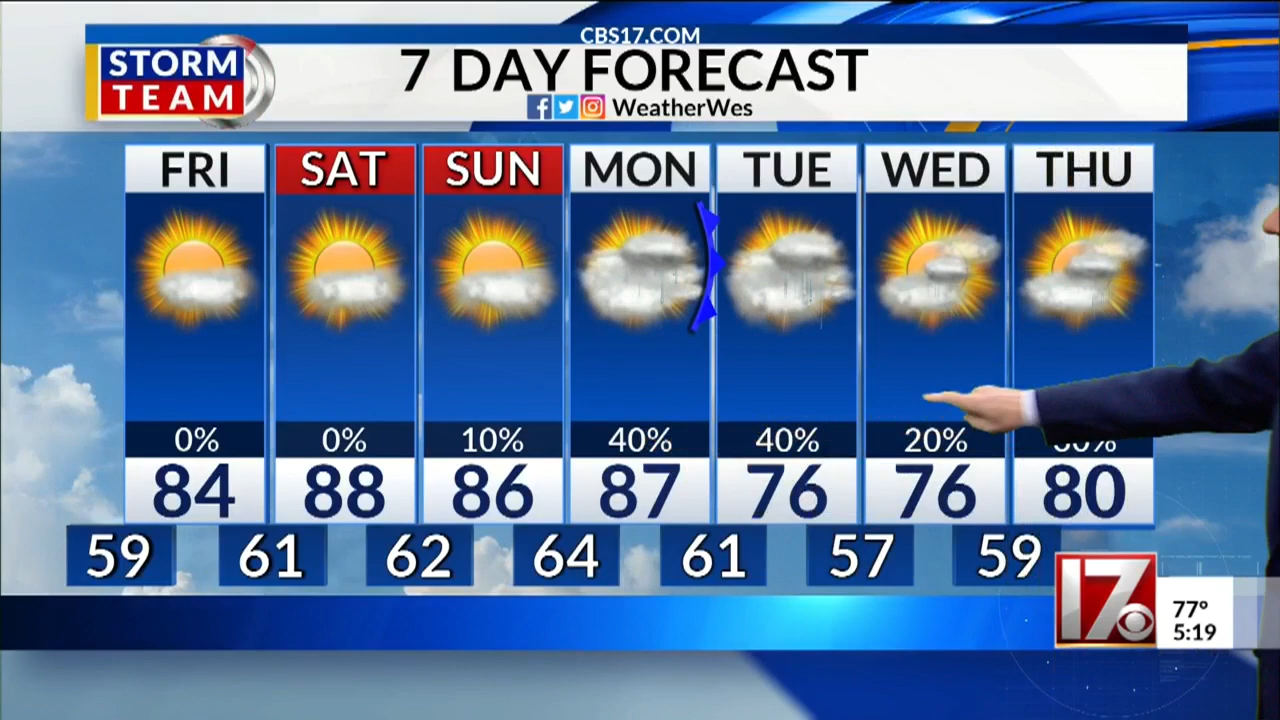 CBS17.COM
STORM
TEAM
7 DAY FORECAST
WeatherWes
FRI SAT SUN MON TUE WED THU
0% 0% 10% 40% 40% 20%
84 88 86 87 76 76 80
59 61 62 64 61 57 59
17
77°
5:19